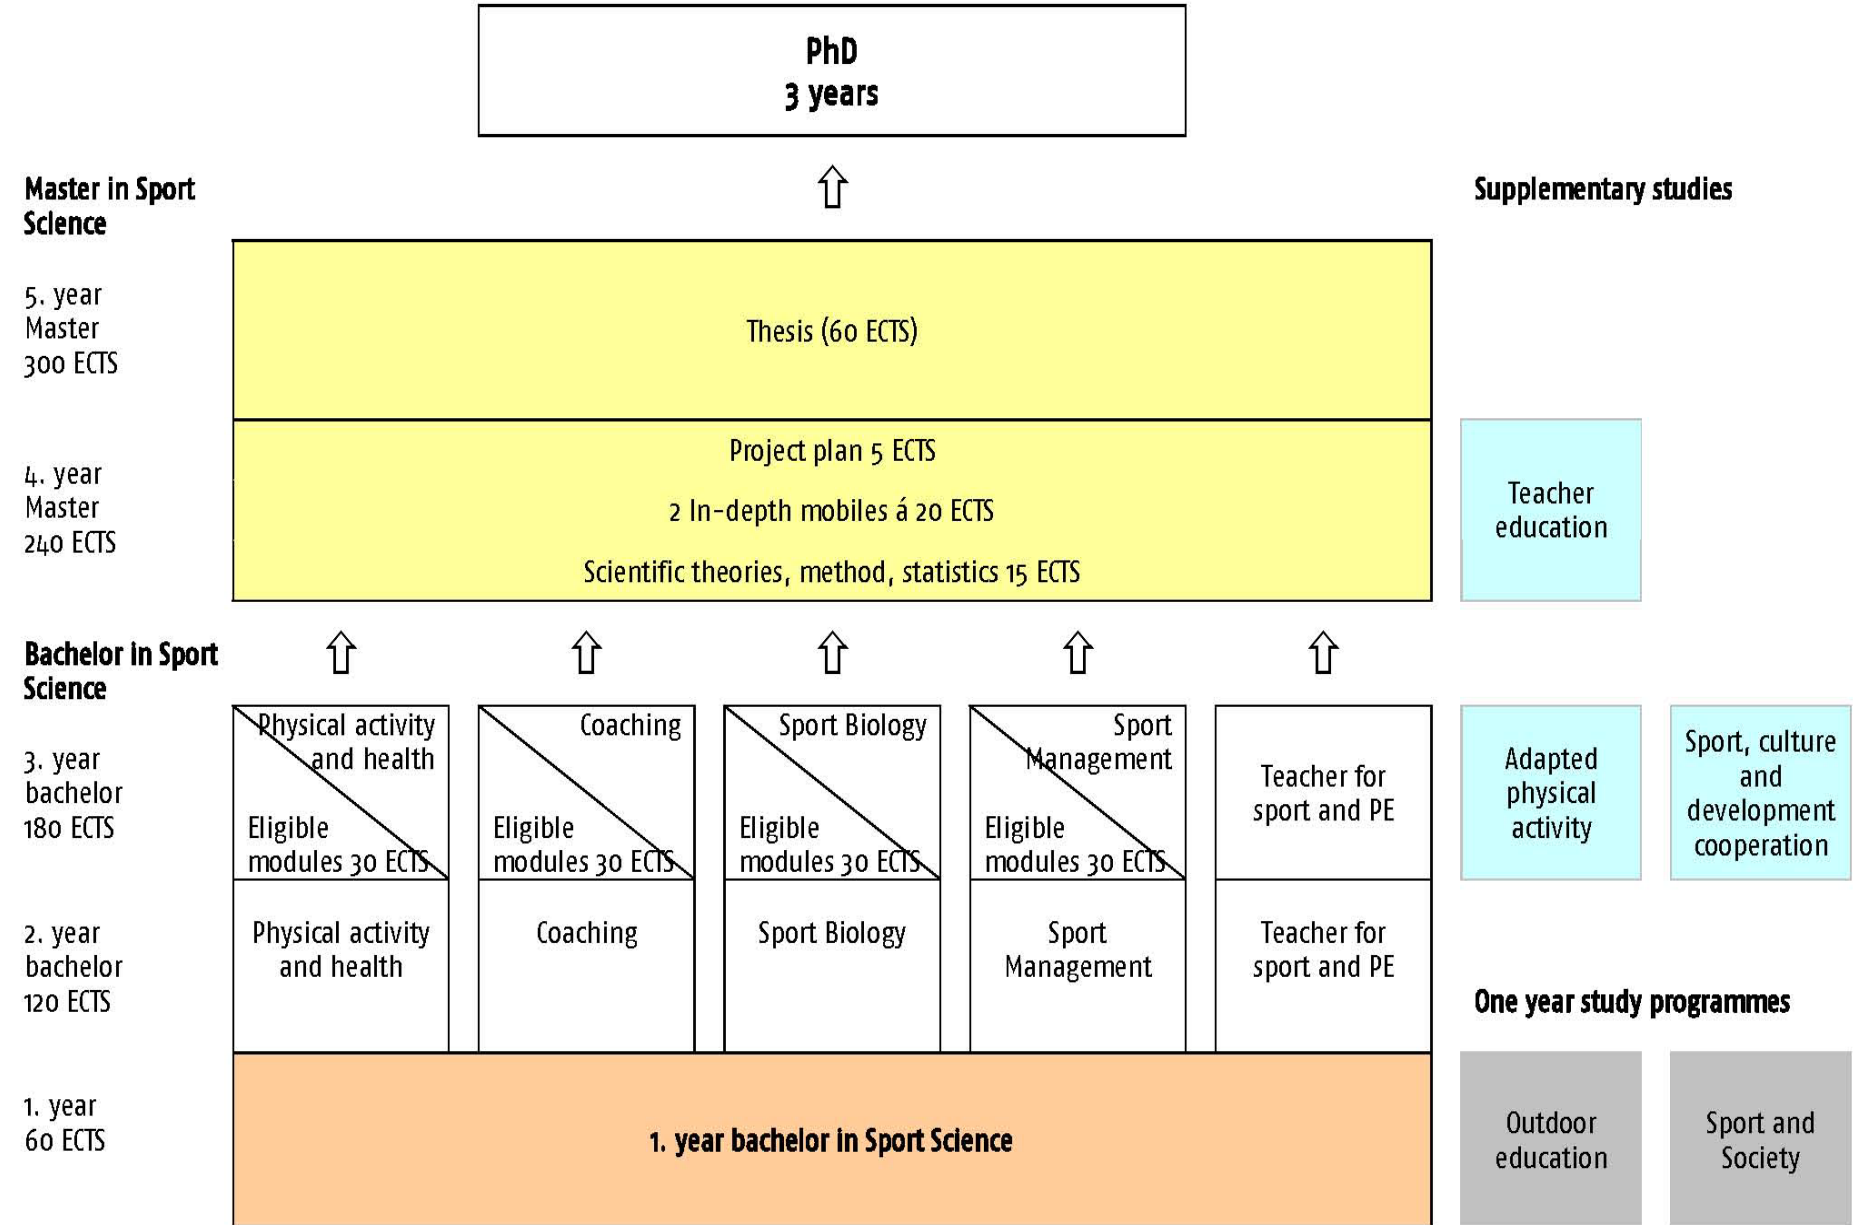 PhD
3 years
Master in Sport
Science
Supplementary studies
5. year
Master
300 ECTS
Thesis (60 ECTS)
4. year
Master
240 ECTS
Project plan 5 ECTS
2 In-depth mobiles á 20 ECTS
Scientific theories, method, statistics 15 ECTS
Teacher
education
Bachelor in Sport
Science
3. year
bachelor
180 ECTS
Physical activity
and health
Eligible
modules 30 ECTS
Coaching
Eligible
modules 30 ECTS
Sport Biology
Eligible
modules 30 ECTS
Sport
Management
Eligible
modules 30 ECTS
Teacher for
sport and PE
Adapted
physical
activity
Sport, culture
and
development
cooperation
2. year
bachelor
120 ECTS
Physical activity
and health
Coaching
Sport Biology
Sport
Management
Teacher for
sport and PE
One year study programmes
1. year
60 ECTS
1. year bachelor in Sport Science
Outdoor
education
Sport and
Society